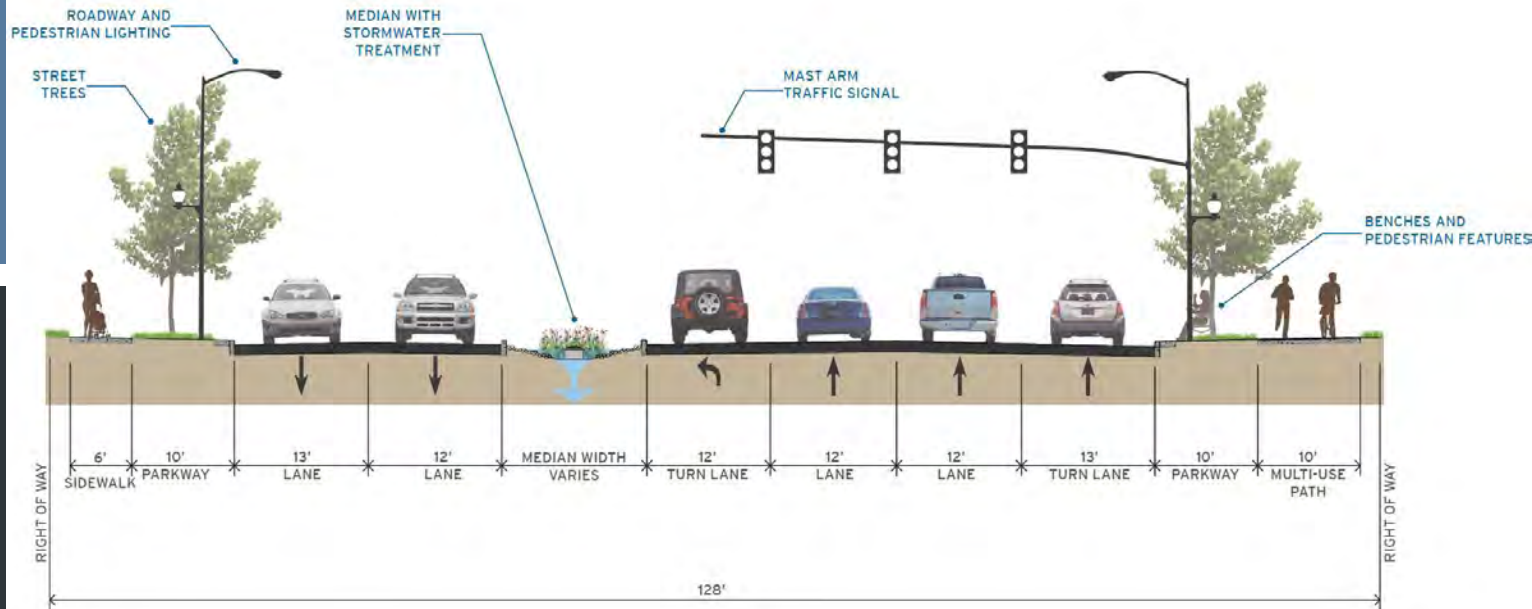 ROADWAY AND
PEDESTRIAN LIGHTING
STREET
TREES
MEDIAN WITH
STORMWATER
TREATMENT
MAST ARM
TRAFFIC SIGNAL
BENCHES AND
PEDESTRIAN FEATURES
RIGHT OF WAY
6'
SIDEWALK
10'
PARKWAY
13'
LANE
12'
LANE
MEDIAN WIDTH
VARIES
12'
TURN LANE
12'
LANE
12'
LANE
13'
TURN LANE
10'
PARKWAY
10'
MULTI-USE
PATH
RIGHT OF WAY
128'